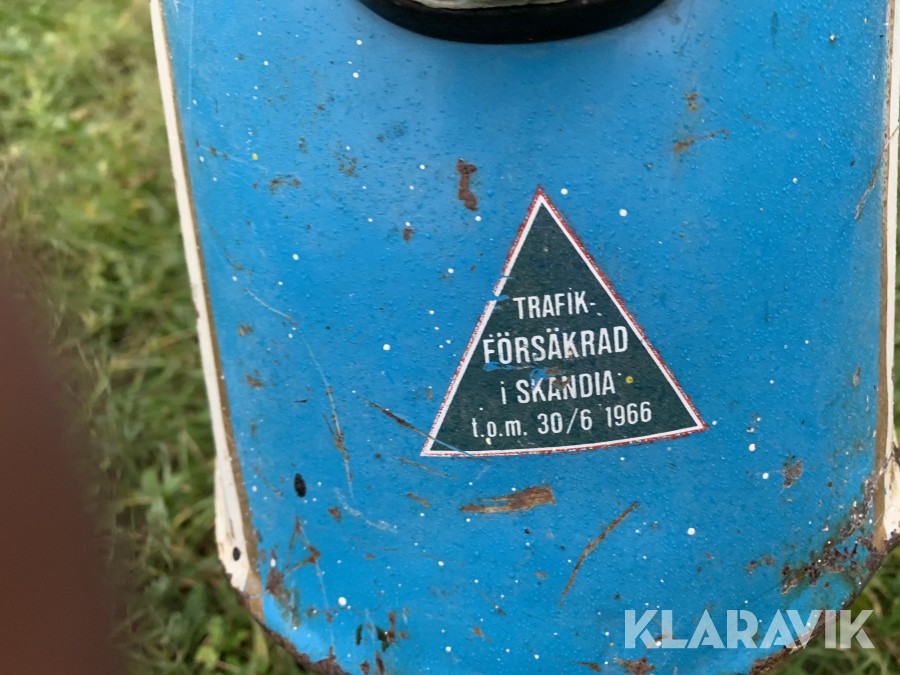 TRAFIK-
FÖRSÄKRAD
i SKANDIA
t.o.m. 30/6 1966
KLARAVIK